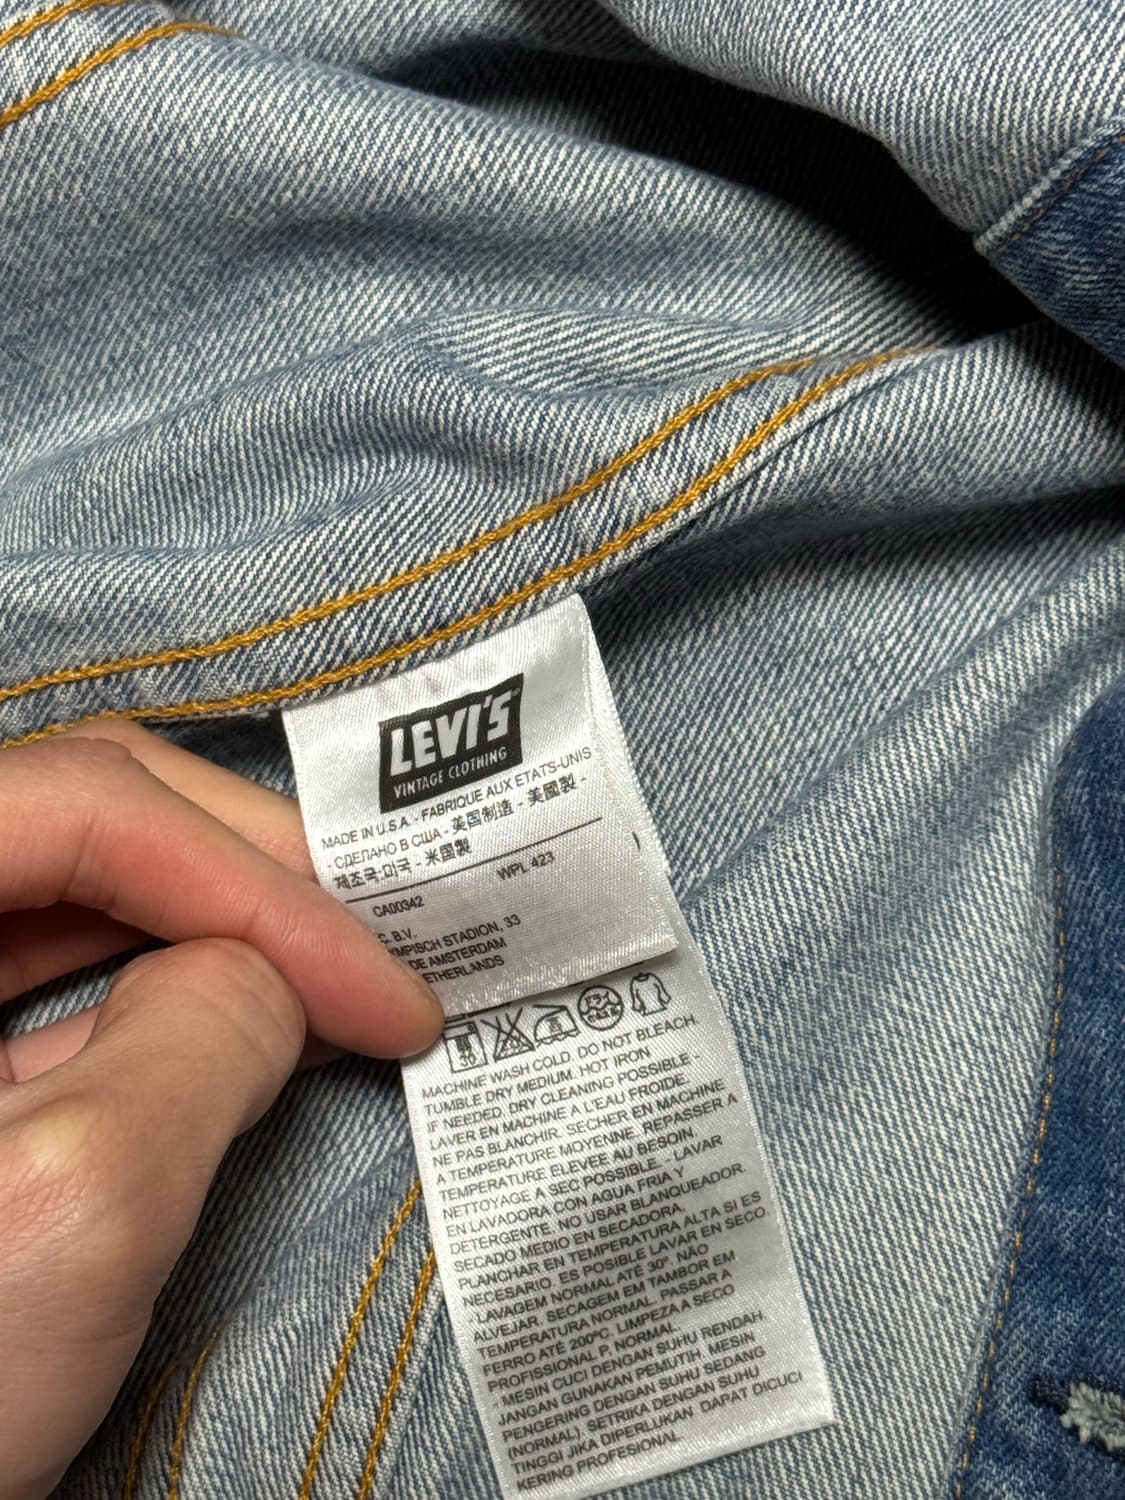 LEVI'S®
VINTAGE CLOTHING
MADE IN U.S.A. - FABRIQUE AUX ETATS-UNIS
- СДЕЛАНО В США - 英国制造 - 美國製 -
제조국:미국 - 米国製
WPL 423
CA00342
C. B.V.
YMPISCH STADION, 33
DE AMSTERDAM
ETHERLANDS
MACHINE WASH COLD. DO NOT BLEACH.
TUMBLE DRY MEDIUM. HOT IRON
IF NEEDED. DRY CLEANING POSSIBLE -
LAVER EN MACHINE A L'EAU FROIDE.
NE PAS BLANCHIR. SECHER EN MACHINE
A TEMPERATURE MOYENNE. REPASSER A
TEMPERATURE ELEVEE AU BESOIN.
NETTOYAGE A SEC POSSIBLE. - LAVAR
EN LAVADORA CON AGUA FRIA Y
DETERGENTE. NO USAR BLANQUEADOR.
SECADO MEDIO EN SECADORA.
PLANCHAR EN TEMPERATURA ALTA SI ES
NECESARIO. ES POSIBLE LAVAR EN SECO.
- LAVAGEM NORMAL ATÉ 30º. NÃO
ALVEJAR. SECAGEM EM TAMBOR EM
TEMPERATURA NORMAL. PASSAR A
FERRO ATÉ 200ºC. LIMPEZA A SECO
PROFISSIONAL P, NORMAL.
- MESIN CUCI DENGAN SUHU RENDAH.
JANGAN GUNAKAN PEMUTIH. MESIN
PENGERING DENGAN SUHU SEDANG
(NORMAL). SETRIKA DENGAN SUHU
TINGGI JIKA DIPERLUKAN. DAPAT DICUCI
KERING PROFESIONAL.